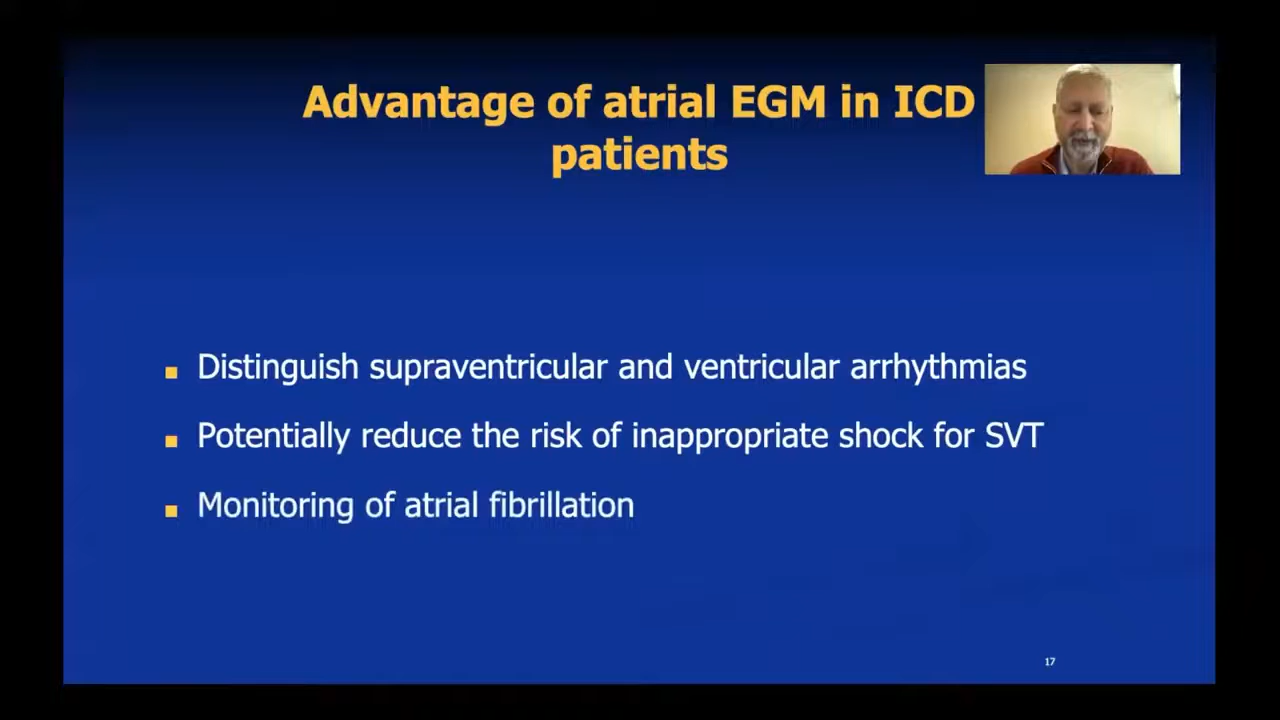 Advantage of atrial EGM in ICD
patients
Distinguish supraventricular and ventricular arrhythmias
Potentially reduce the risk of inappropriate shock for SVT
Monitoring of atrial fibrillation
17